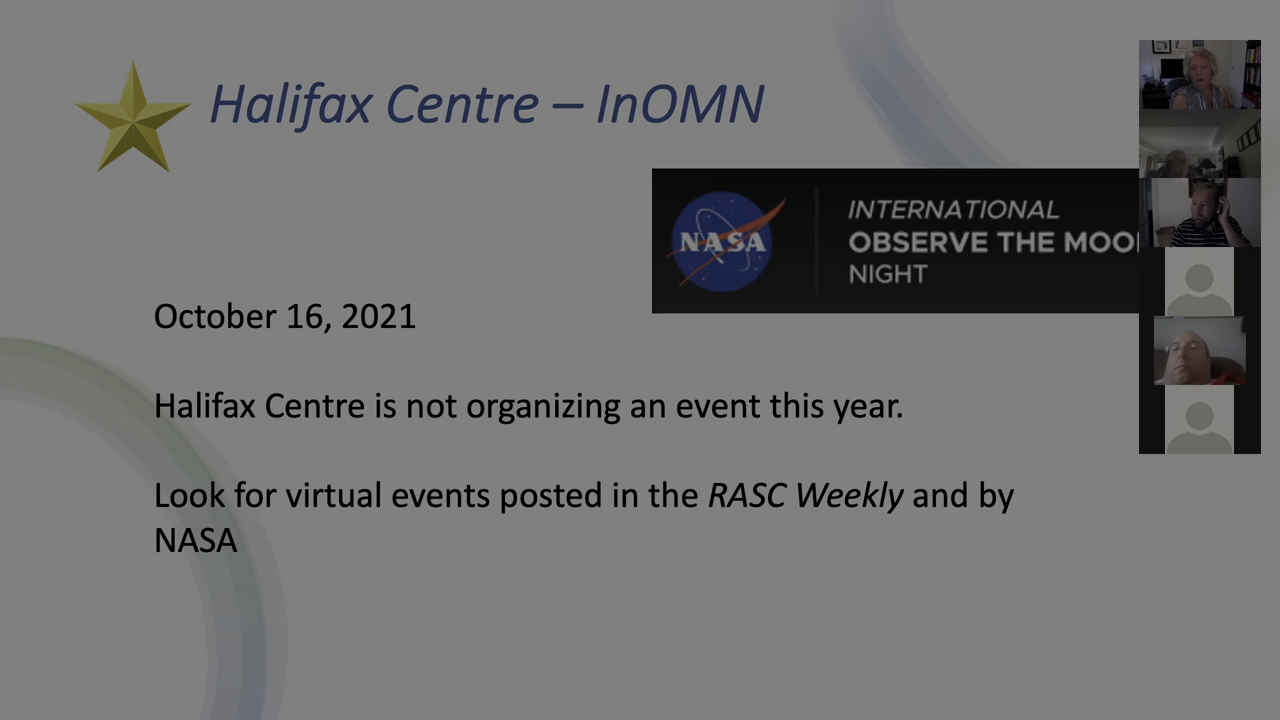 Halifax Centre – InOMN
NASA
INTERNATIONAL
OBSERVE THE MOO
NIGHT
October 16, 2021
Halifax Centre is not organizing an event this year.
Look for virtual events posted in the RASC Weekly and by
NASA